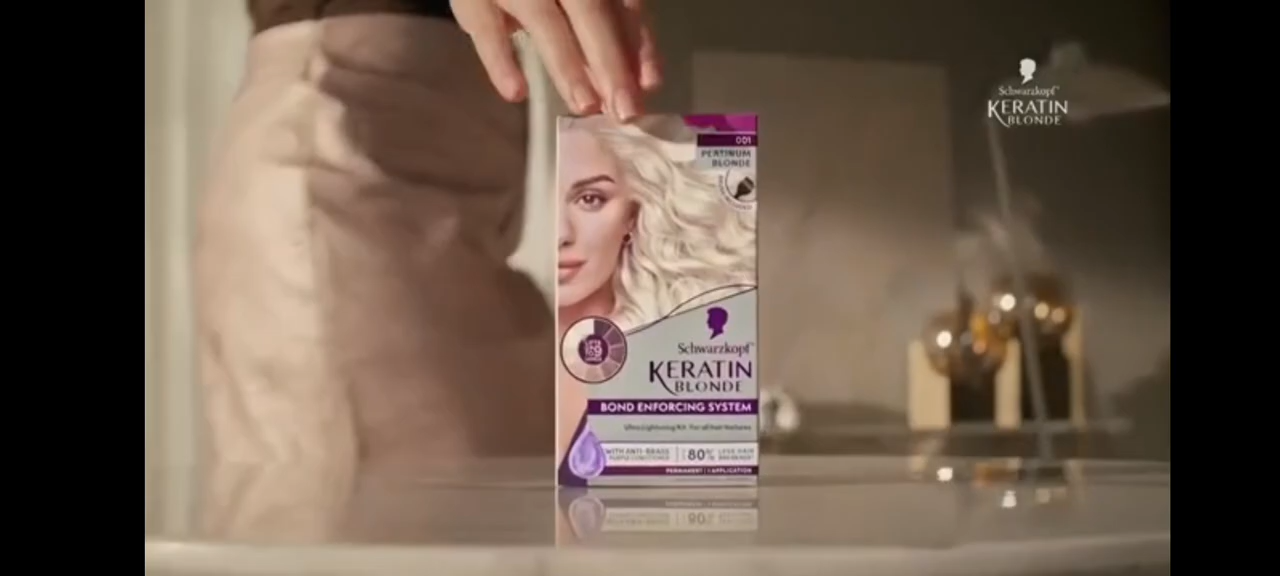 Schwarzkopf
KERATIN
BLONDE
001
PLATINUM
BLONDE
Schwarzkopf
KERATIN
BLONDE
BOND ENFORCING SYSTEM
Ultra Lightening Kit. For all hair textures
WITH ANTI-BRASS
PURPLE CONDITIONER
80% LESS HAIR
BREAKAGE*
PERMANENT | 1 APPLICATION